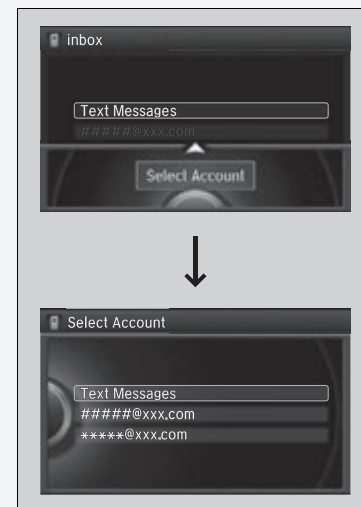 inbox
Text Messages
#####@xxx.com
Select Account
Select Account
Text Messages
#####@xxx.com
*****@xxx.com